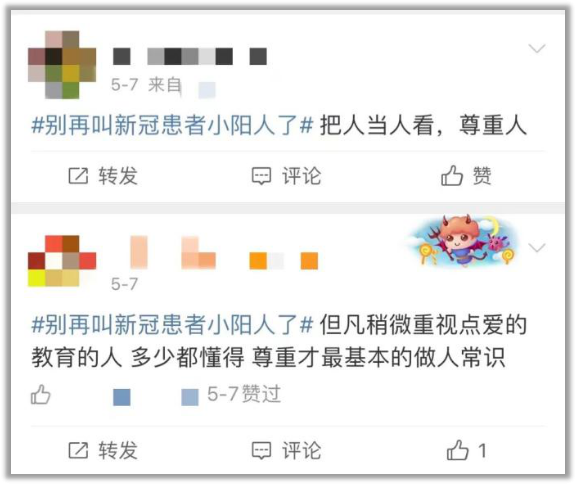 5-7 来自
#别再叫新冠患者小阳人了# 把人当人看，尊重人
转发 评论 赞
5-7
#别再叫新冠患者小阳人了# 但凡稍微重视点爱的
教育的人 多少都懂得 尊重才最基本的做人常识
5-7赞过
转发 评论 1